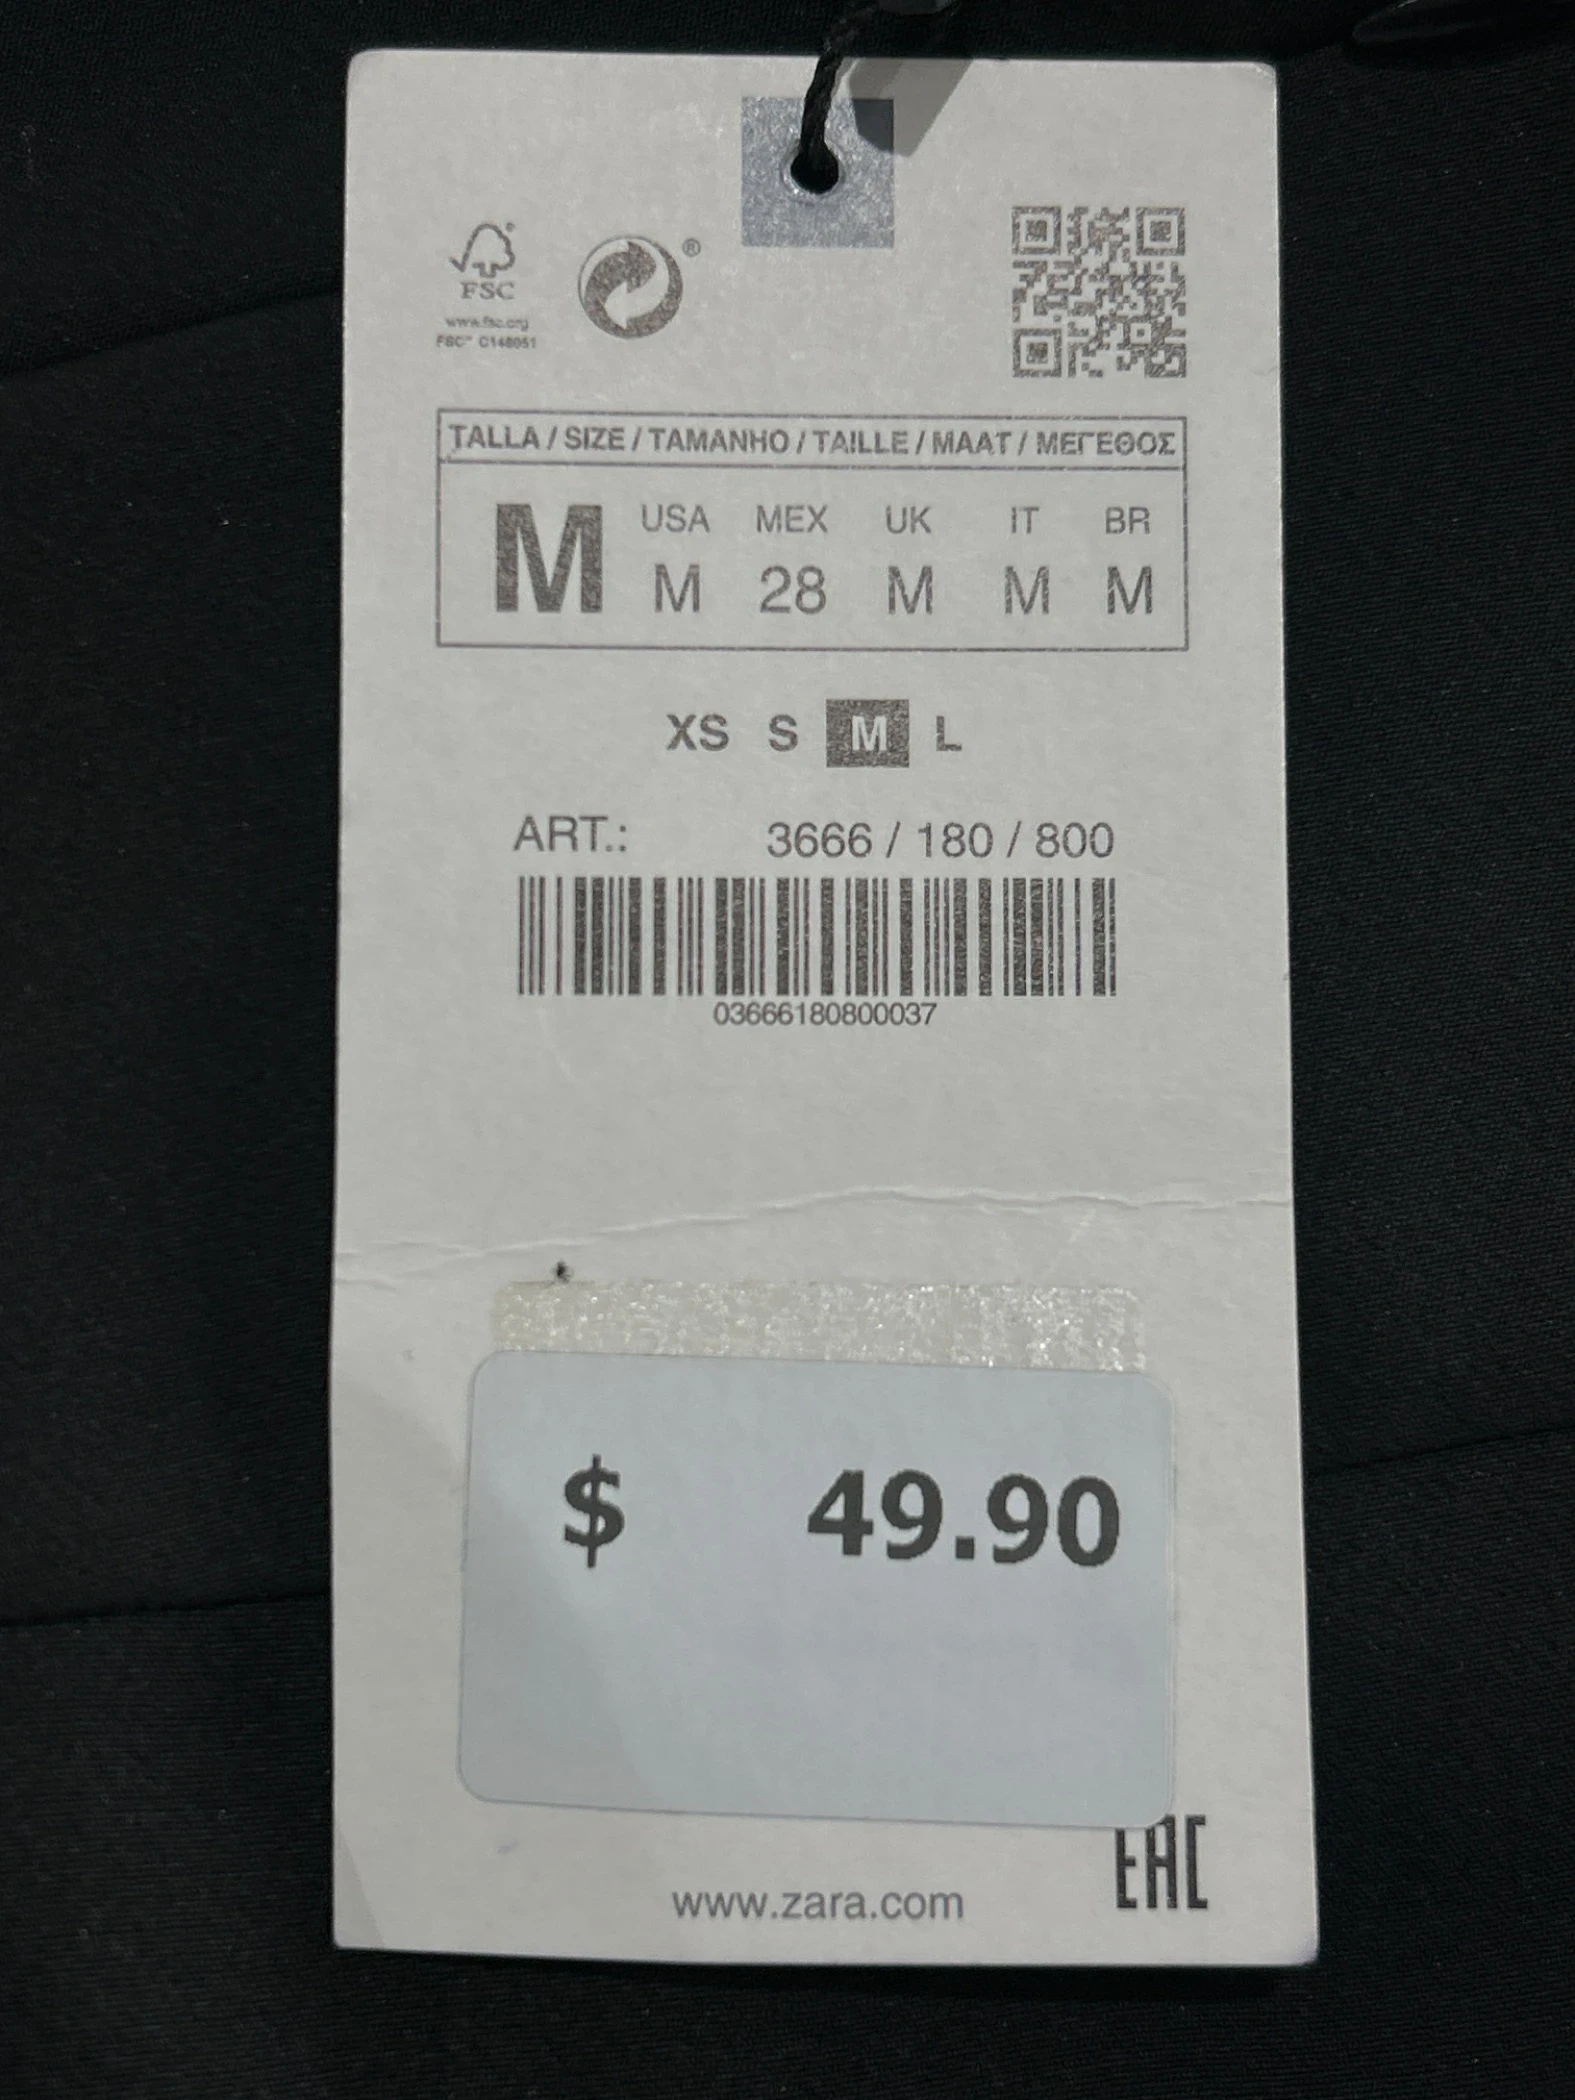 FSC
www.fsc.org
FSC™ C148051
®
TALLA / SIZE / TAMANHO / TAILLE / MAAT / ΜΕΓΕΘΟΣ
M
USA MEX UK IT BR
M 28 M M M
XS S M L
ART.: 3666 / 180 / 800
03666180800037
$ 49.90
EAC
www.zara.com